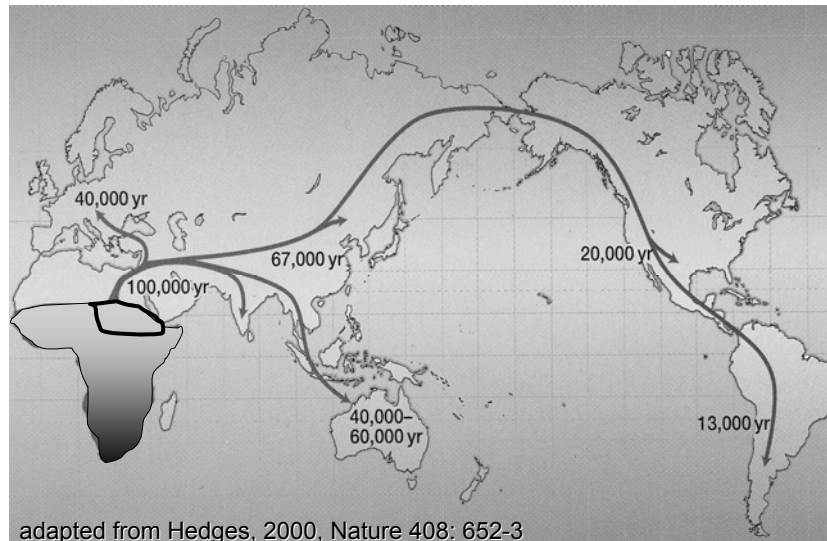 40,000 yr
67,000 yr
100,000 yr
20,000 yr
40,000–
60,000 yr
13,000 yr
adapted from Hedges, 2000, Nature 408: 652-3